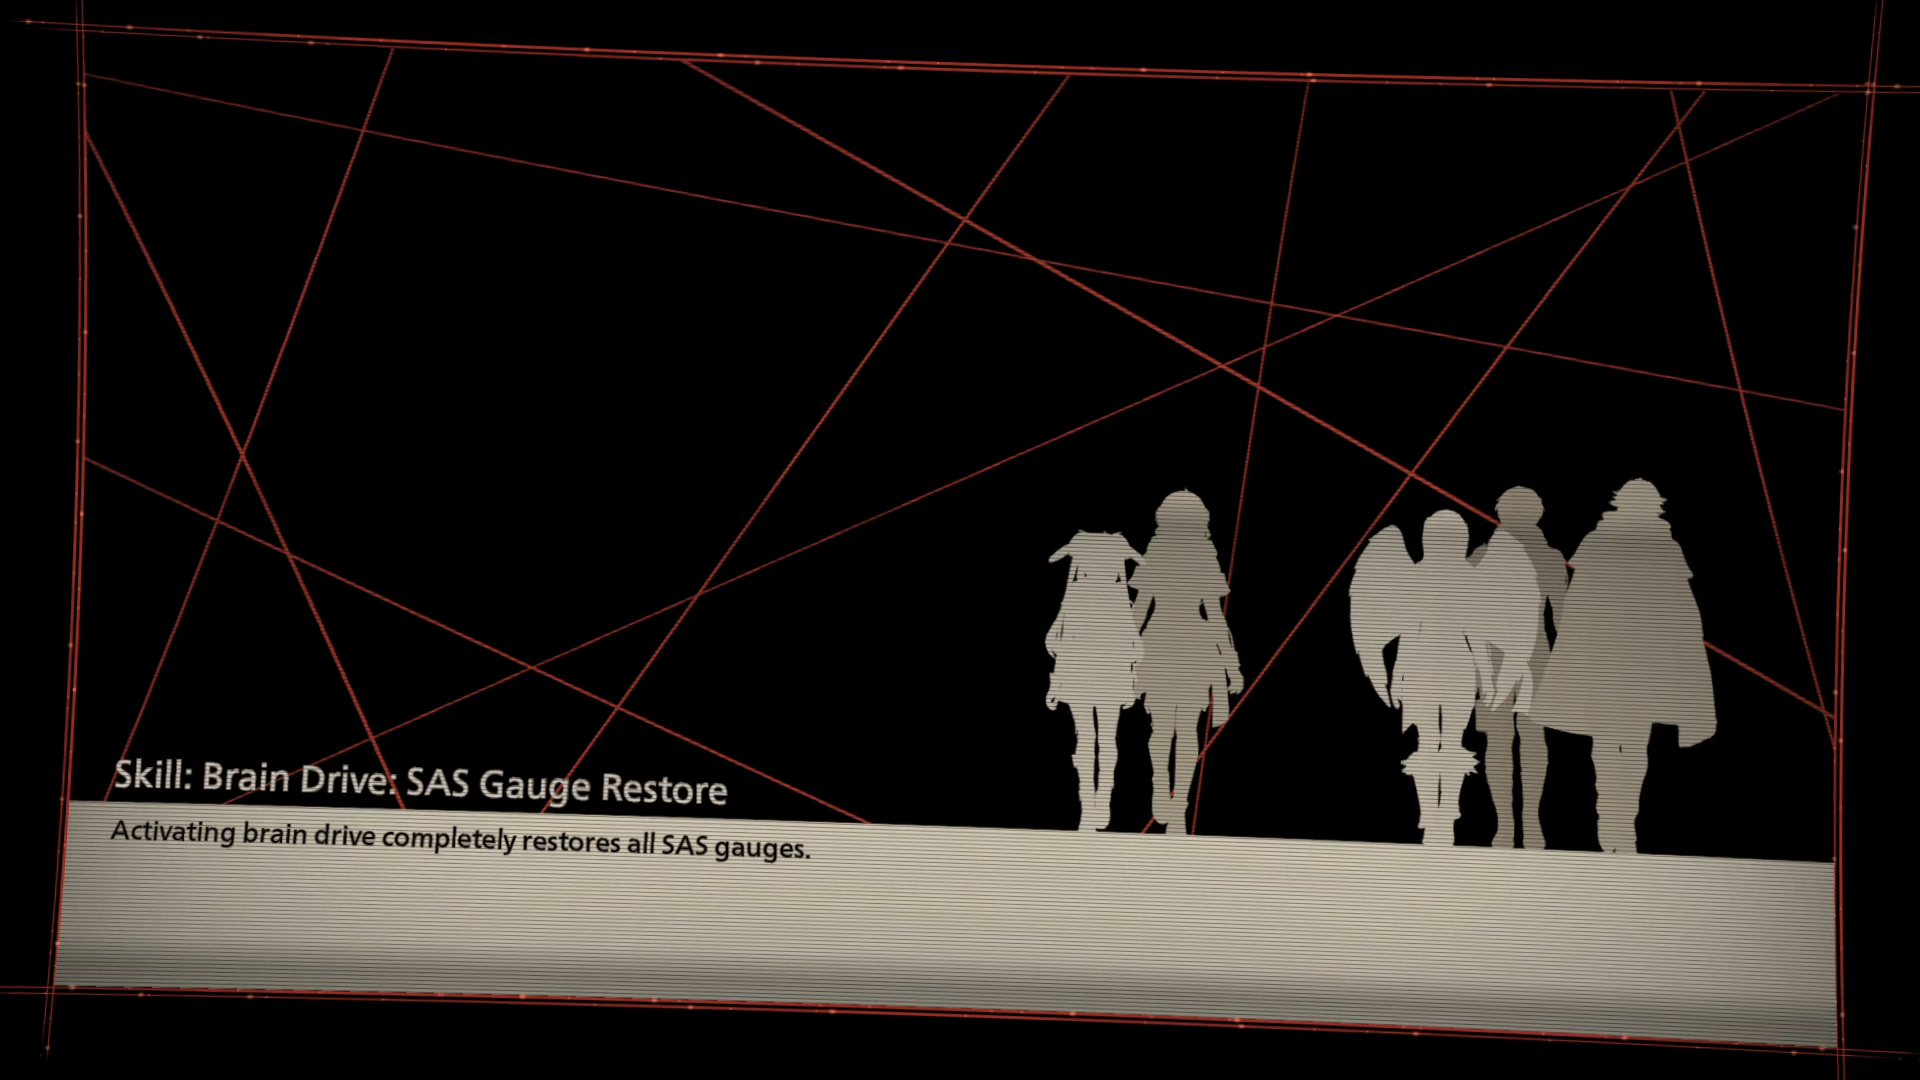 Skill: Brain Drive: SAS Gauge Restore
Activating brain drive completely restores all SAS gauges.